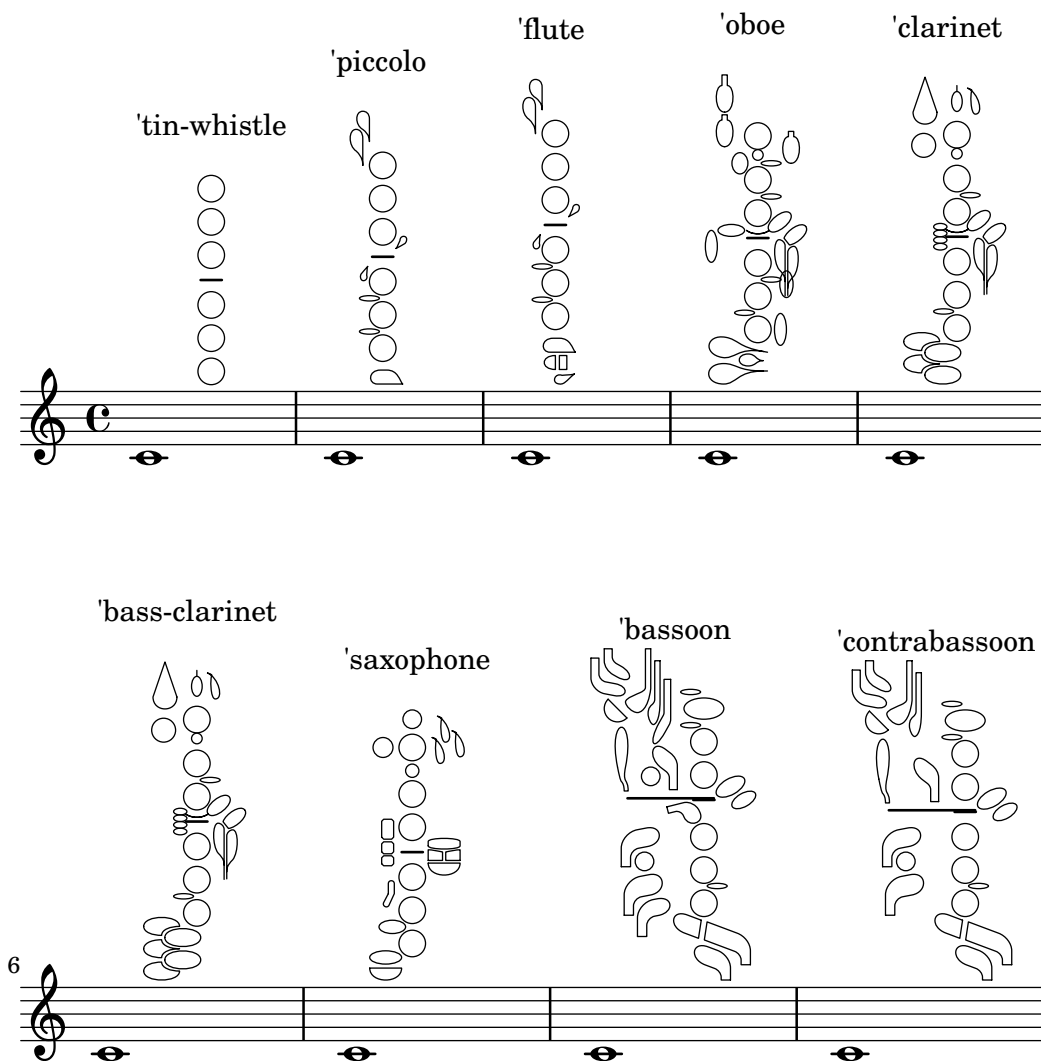 'tin-whistle
'piccolo
'flute
'oboe
'clarinet
6
'bass-clarinet
'saxophone
'bassoon
'contrabassoon